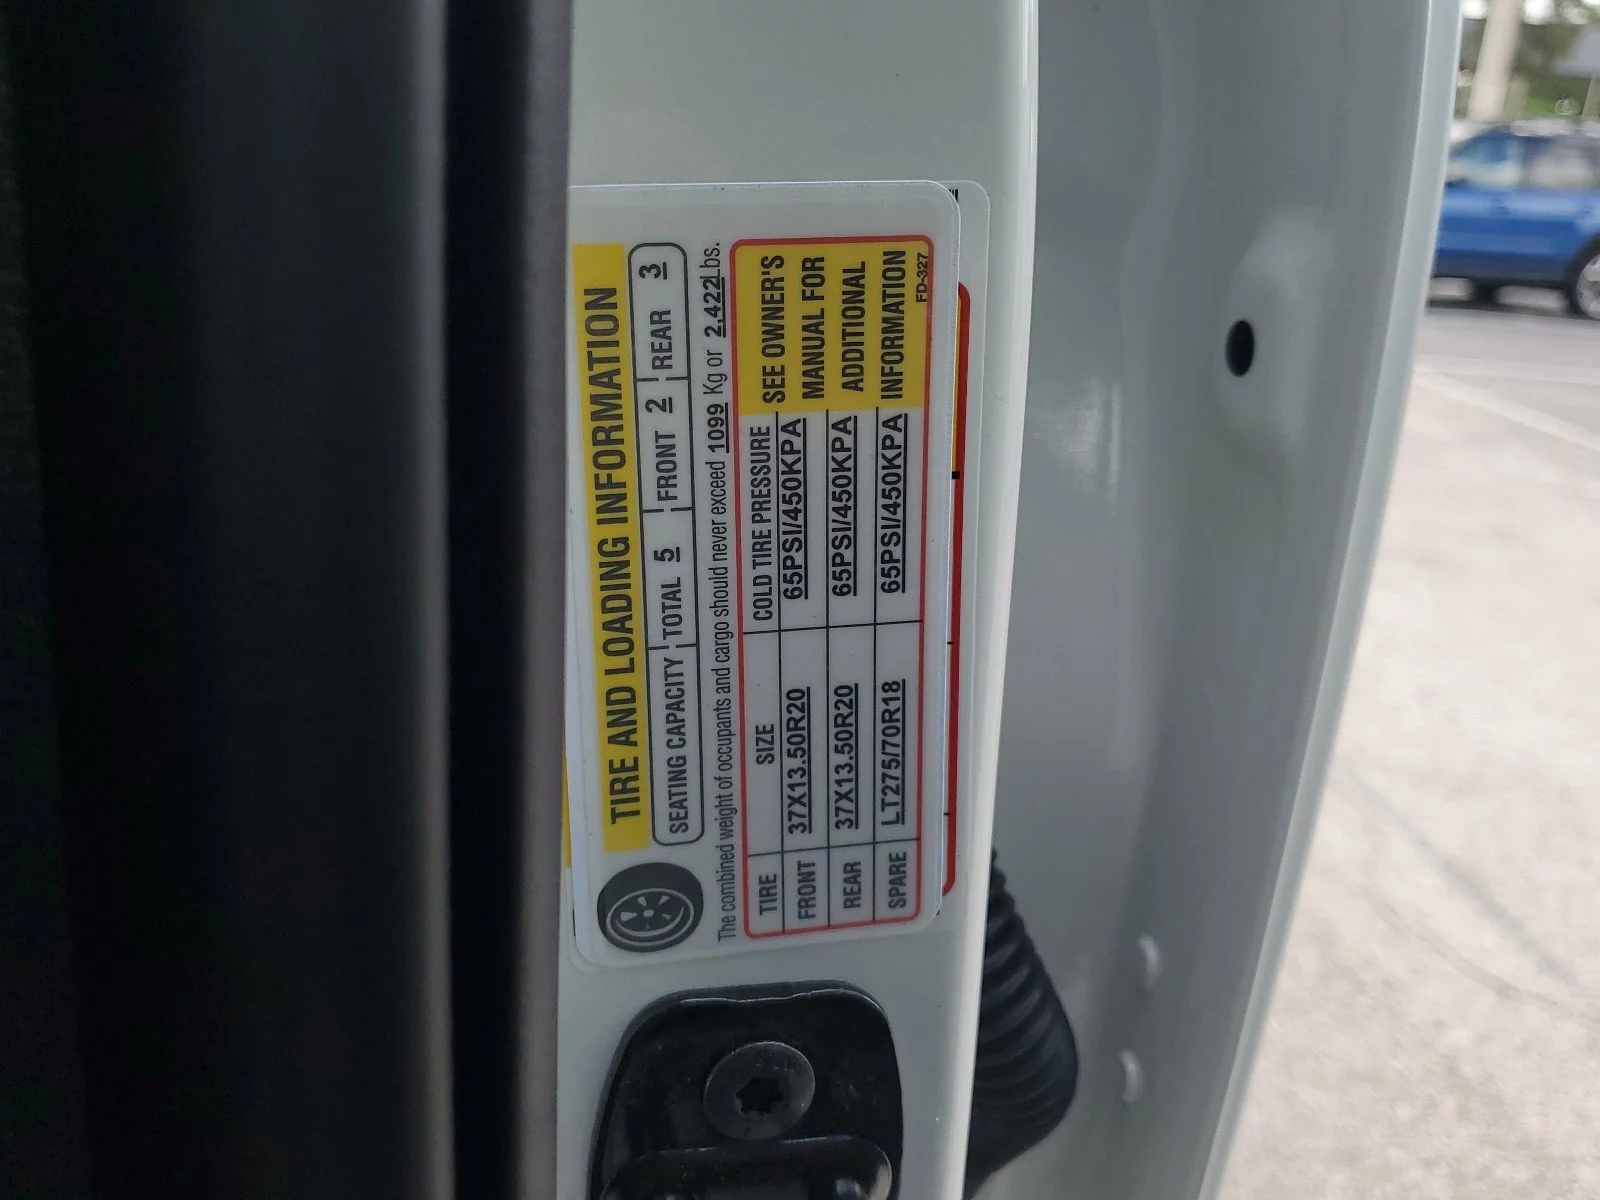 TIRE AND LOADING INFORMATION
SEATING CAPACITY TOTAL 5 FRONT 2 REAR 3
The combined weight of occupants and cargo should never exceed 1099 Kg or 2,422Lbs.
TIRE SIZE COLD TIRE PRESSURE
FRONT 37X13.50R20 65PSI/450KPA
REAR 37X13.50R20 65PSI/450KPA
SPARE LT275/70R18 65PSI/450KPA
SEE OWNER'S
MANUAL FOR
ADDITIONAL
INFORMATION
FD-327